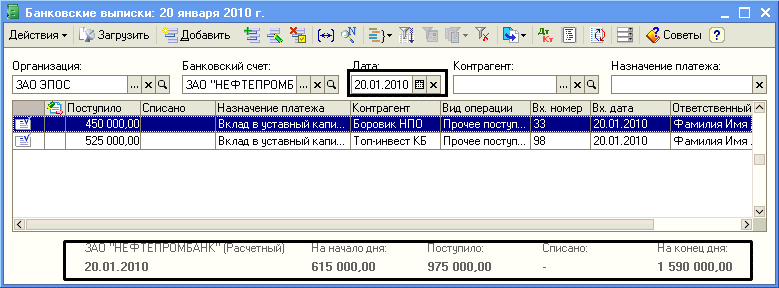 Банковские выписки: 20 января 2010 г.
Действия Загрузить Добавить Дт Кт Советы ?
Организация: Банковский счет: Дата: Контрагент: Назначение платежа:
ЗАО ЭПОС ... × ЗАО "НЕФТЕПРОМБ ... × 20.01.2010 × ... × ... ×
Поступило Списано Назначение платежа Контрагент Вид операции Вх. номер Вх. дата Ответственный
450 000,00 Вклад в уставный капи... Боровик НПО Прочее поступ... 33 20.01.2010 Фамилия Имя .
525 000,00 Вклад в уставный капи... Топ-инвест КБ Прочее поступ... 98 20.01.2010 Фамилия Имя .
ЗАО "НЕФТЕПРОМБАНК" (Расчетный) На начало дня: Поступило: Списано: На конец дня:
20.01.2010 615 000,00 975 000,00 - 1 590 000,00